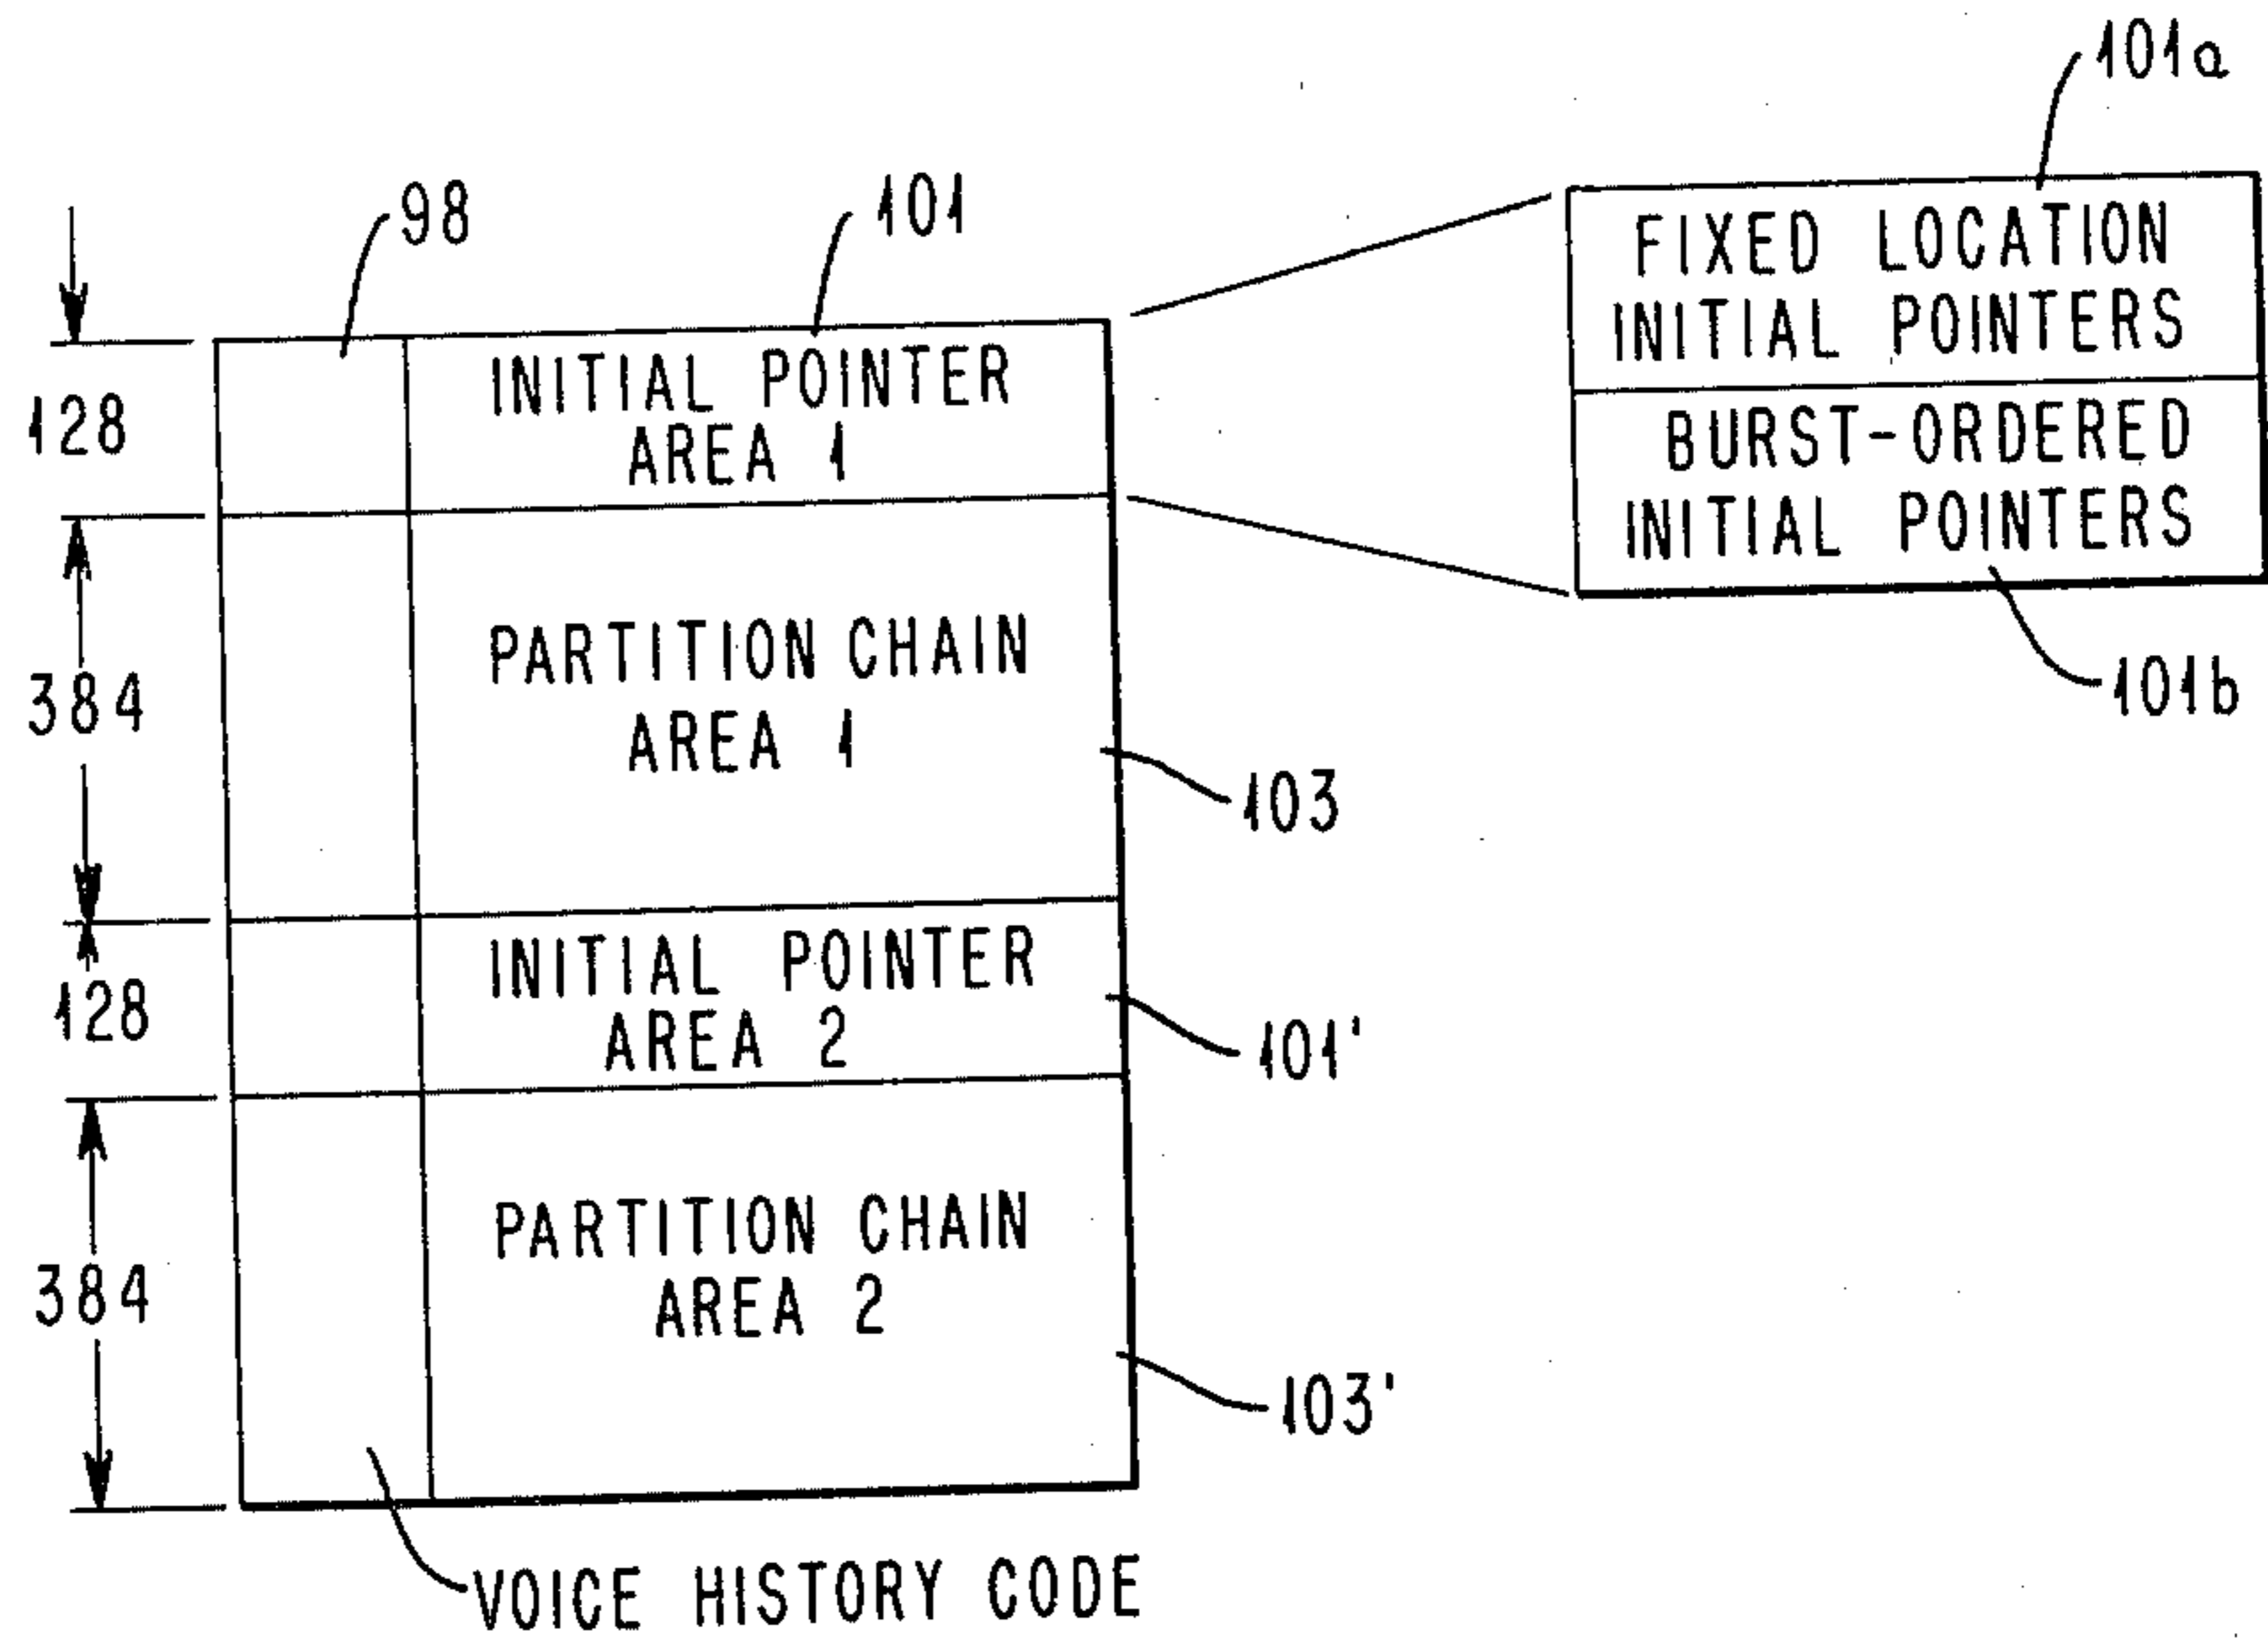 101a
98
101
FIXED LOCATION
INITIAL POINTERS
128
INITIAL POINTER
AREA 1
BURST-ORDERED
INITIAL POINTERS
101b
384
PARTITION CHAIN
AREA 1
103
128
INITIAL POINTER
AREA 2
101'
384
PARTITION CHAIN
AREA 2
103'
VOICE HISTORY CODE